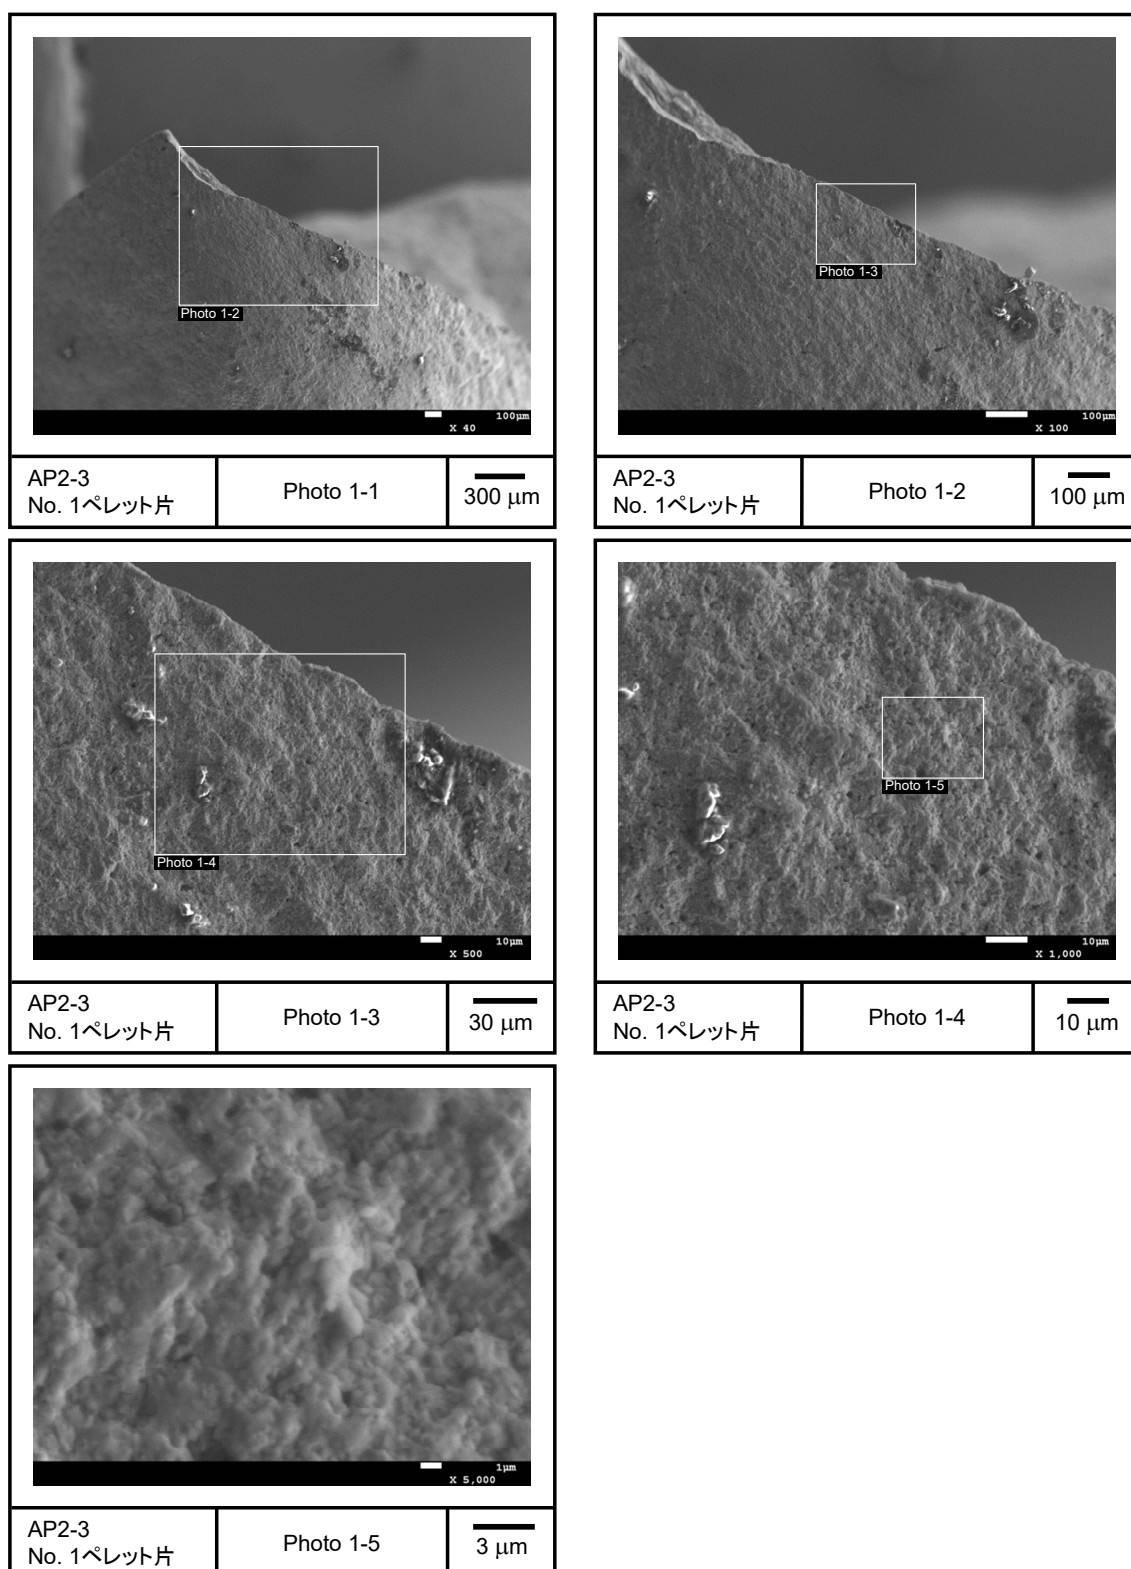 Photo 1-2
100μm
X 40
AP2-3
No. 1ペレット片
Photo 1-1
300 μm
Photo 1-3
100μm
X 100
AP2-3
No. 1ペレット片
Photo 1-2
100 μm
Photo 1-4
10μm
X 500
AP2-3
No. 1ペレット片
Photo 1-3
30 μm
Photo 1-5
10μm
X 1,000
AP2-3
No. 1ペレット片
Photo 1-4
10 μm
1μm
X 5,000
AP2-3
No. 1ペレット片
Photo 1-5
3 μm